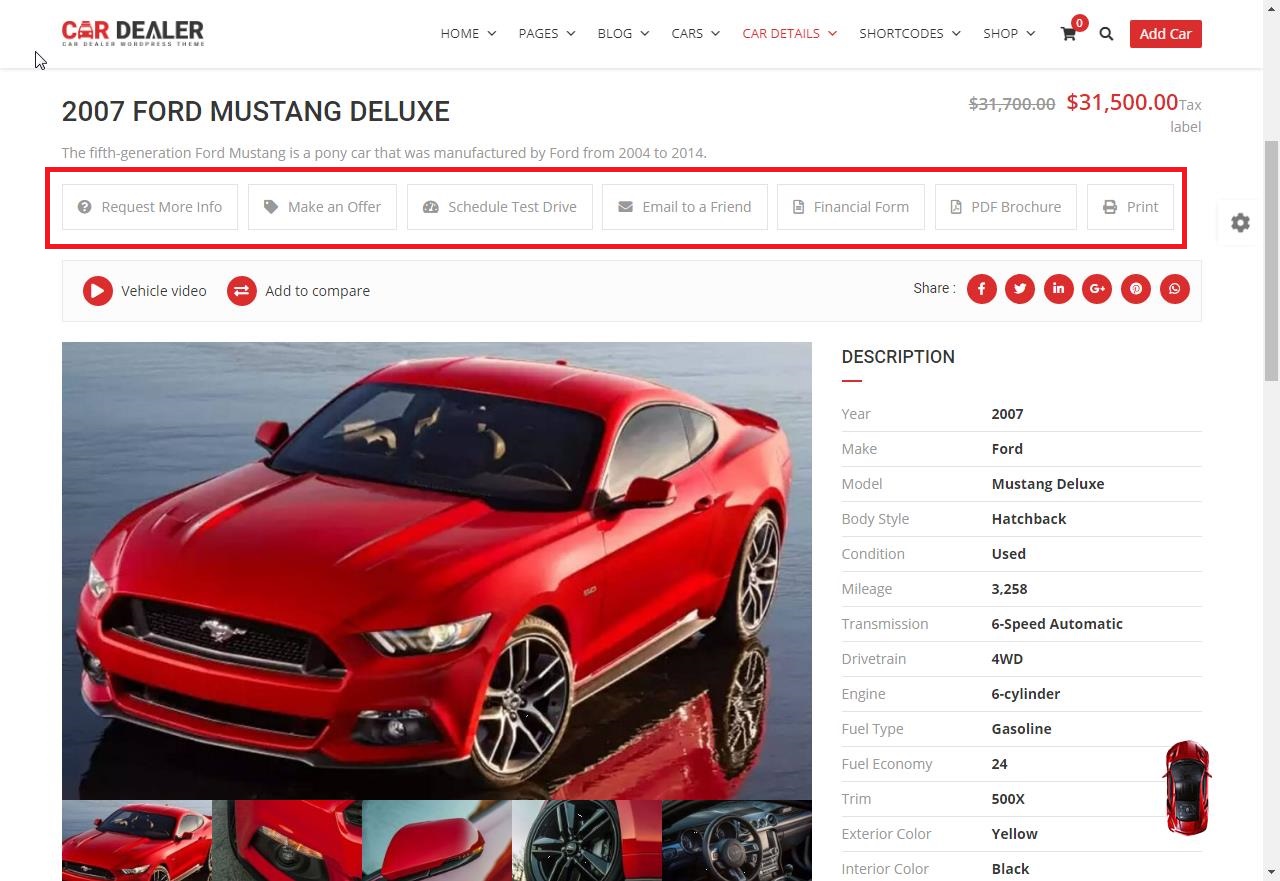 CAR DEALER
CAR DEALER WORDPRESS THEME
HOME PAGES BLOG CARS CAR DETAILS SHORTCODES SHOP 0 Add Car
2007 FORD MUSTANG DELUXE
$31,700.00 $31,500.00Tax
label
The fifth-generation Ford Mustang is a pony car that was manufactured by Ford from 2004 to 2014.
Request More Info Make an Offer Schedule Test Drive Email to a Friend Financial Form PDF Brochure Print
Vehicle video Add to compare Share :
DESCRIPTION
Year 2007
Make Ford
Model Mustang Deluxe
Body Style Hatchback
Condition Used
Mileage 3,258
Transmission 6-Speed Automatic
Drivetrain 4WD
Engine 6-cylinder
Fuel Type Gasoline
Fuel Economy 24
Trim 500X
Exterior Color Yellow
Interior Color Black
5.0